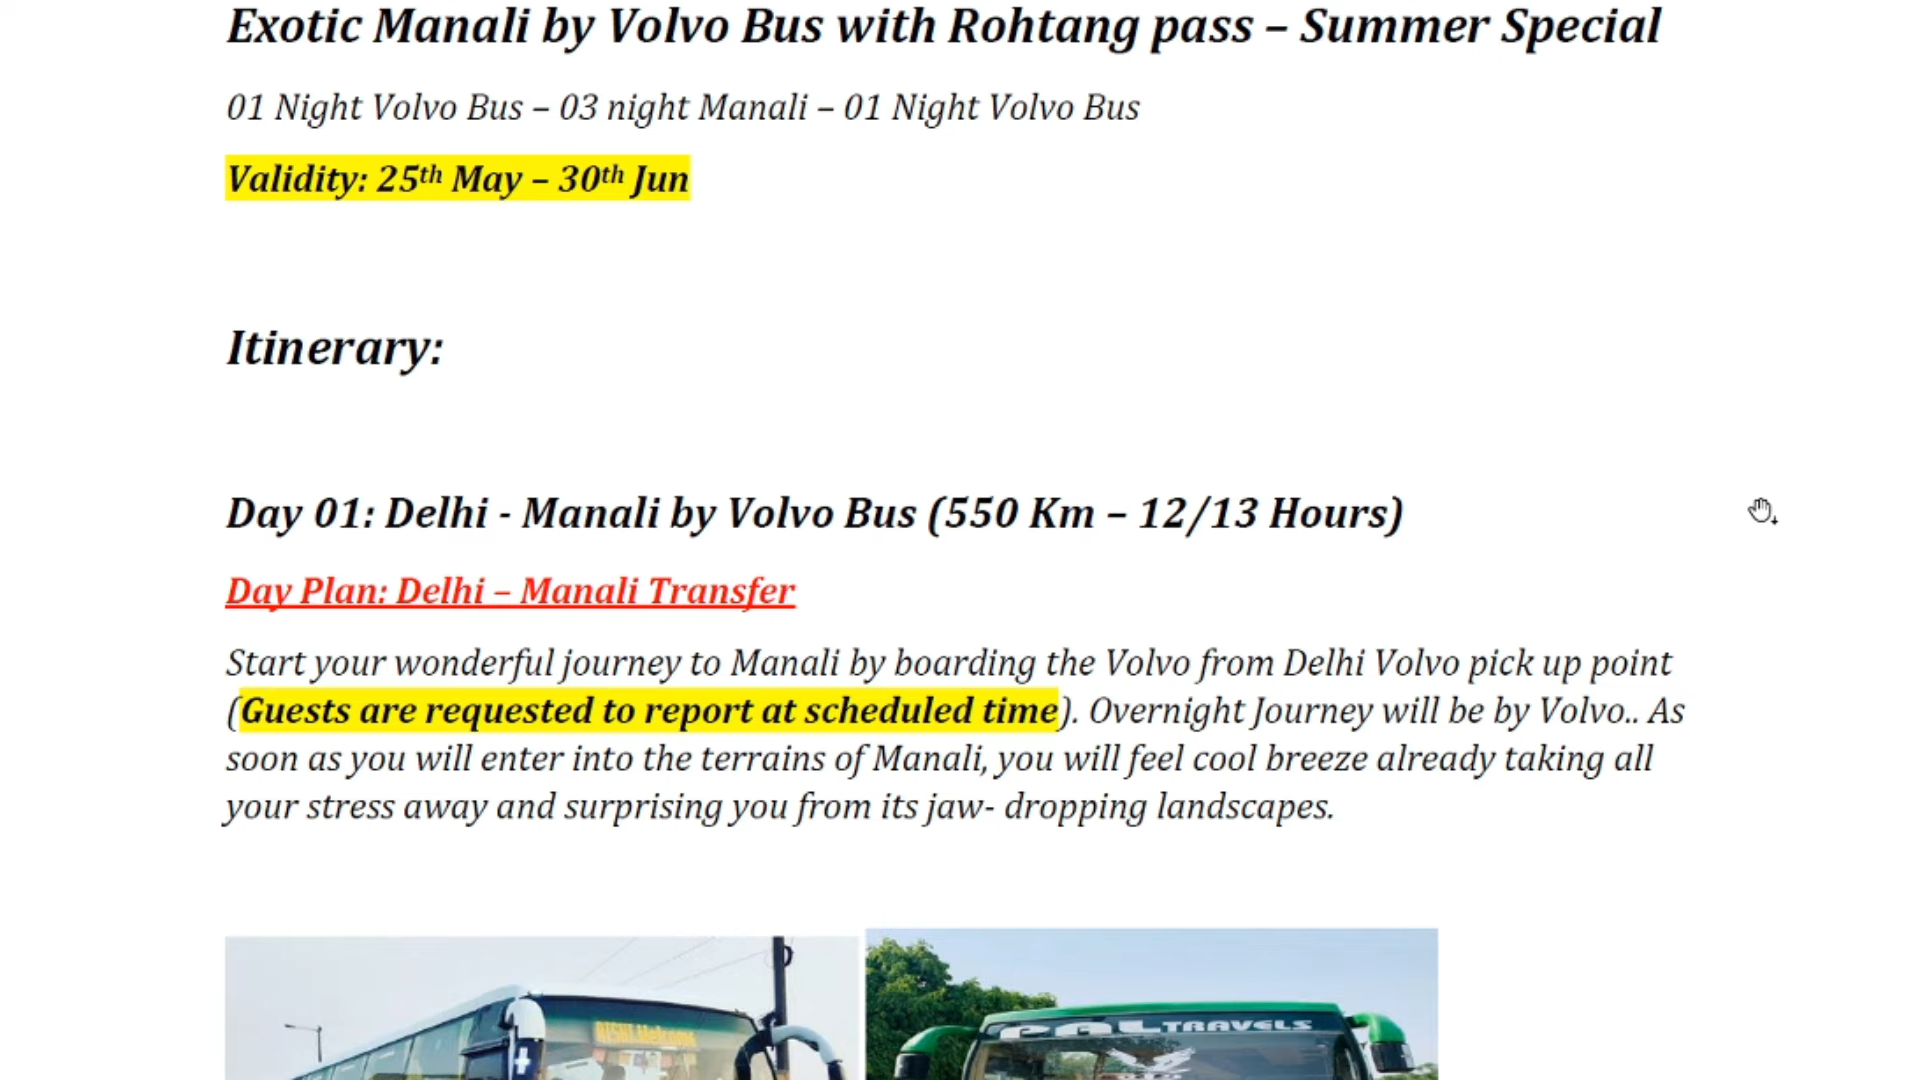 Exotic Manali by Volvo Bus with Rohtang pass – Summer Special
01 Night Volvo Bus – 03 night Manali – 01 Night Volvo Bus
Validity: 25th May – 30th Jun
Itinerary:
Day 01: Delhi - Manali by Volvo Bus (550 Km – 12/13 Hours)
Day Plan: Delhi – Manali Transfer
Start your wonderful journey to Manali by boarding the Volvo from Delhi Volvo pick up point
(Guests are requested to report at scheduled time). Overnight Journey will be by Volvo.. As
soon as you will enter into the terrains of Manali, you will feel cool breeze already taking all
your stress away and surprising you from its jaw- dropping landscapes.
PAL TRAVELS